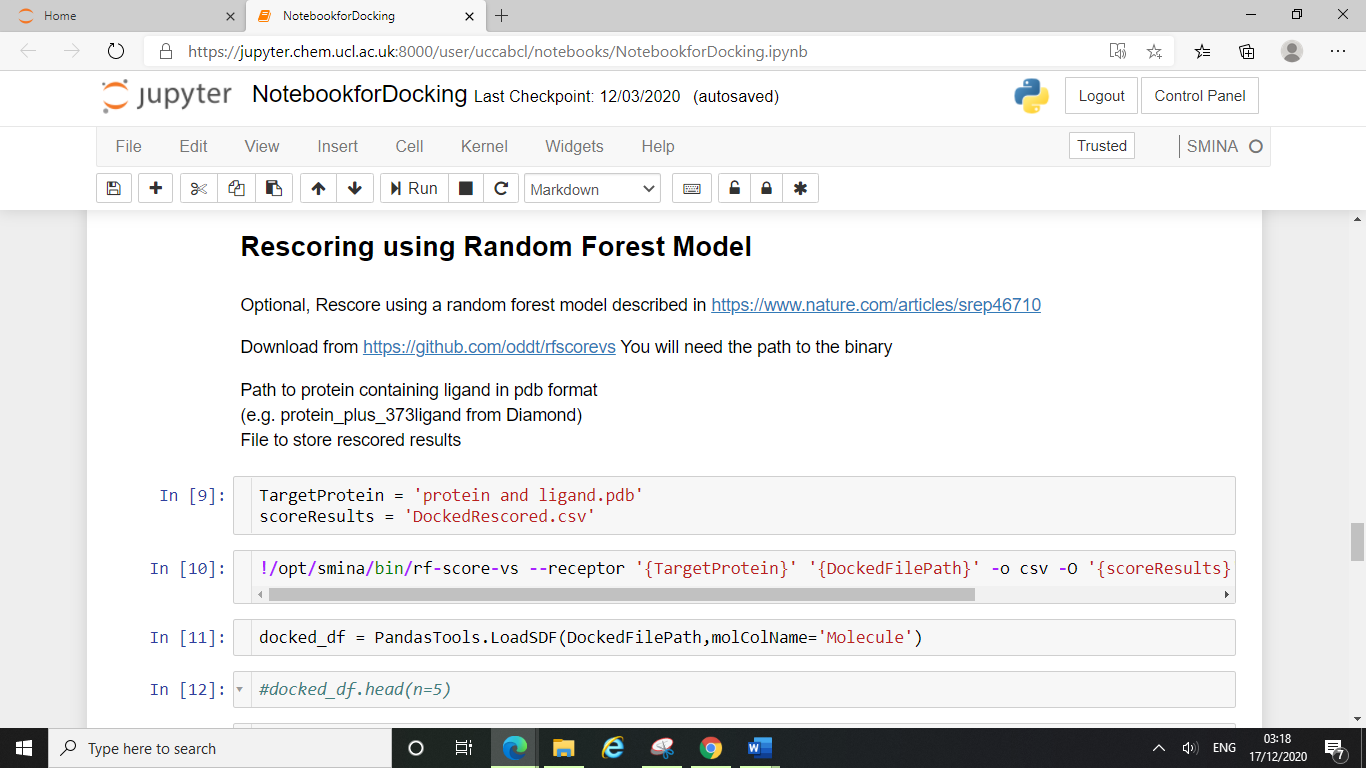 Home
NotebookforDocking
https://jupyter.chem.ucl.ac.uk:8000/user/uccabcl/notebooks/NotebookforDocking.ipynb
jupyter NotebookforDocking Last Checkpoint: 12/03/2020 (autosaved)
Logout Control Panel
File Edit View Insert Cell Kernel Widgets Help
Trusted SMINA
Run Markdown
Rescoring using Random Forest Model
Optional, Rescore using a random forest model described in https://www.nature.com/articles/srep46710
Download from https://github.com/oddt/rfscorevs You will need the path to the binary
Path to protein containing ligand in pdb format
(e.g. protein_plus_373ligand from Diamond)
File to store rescored results
In [9]: TargetProtein = 'protein and ligand.pdb'
scoreResults = 'DockedRescored.csv'
In [10]: !/opt/smina/bin/rf-score-vs --receptor '{TargetProtein}' '{DockedFilePath}' -o csv -O '{scoreResults}
In [11]: docked_df = PandasTools.LoadSDF(DockedFilePath,molColName='Molecule')
In [12]: #docked_df.head(n=5)
Type here to search
ENG
03:18
17/12/2020
7